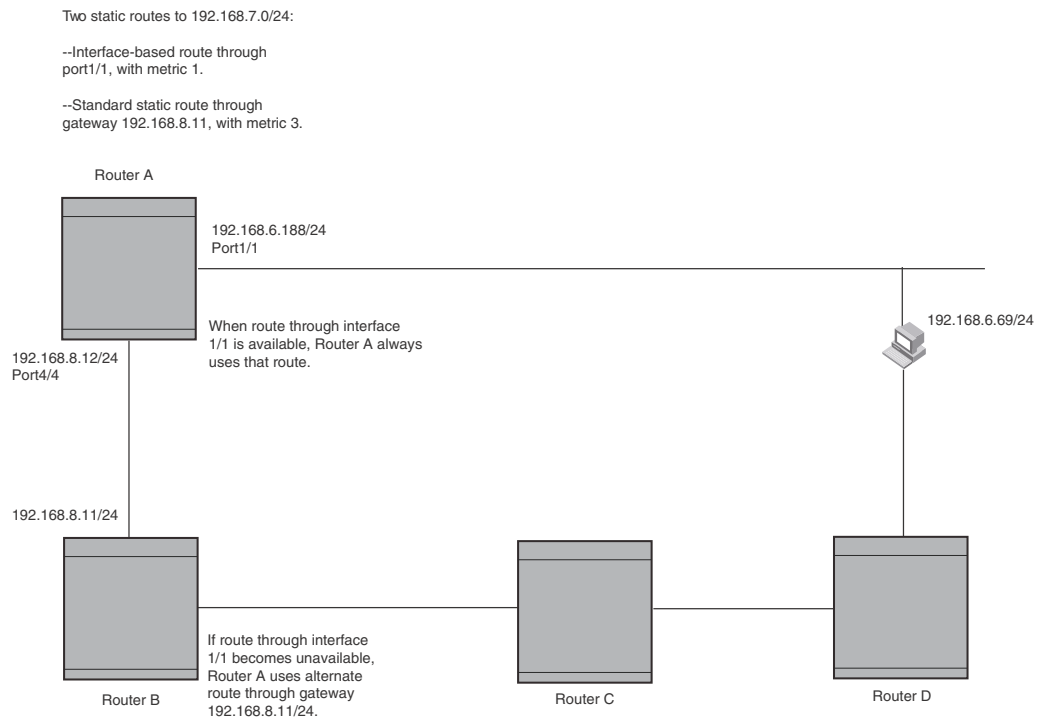 Two static routes to 192.168.7.0/24:
--Interface-based route through
port1/1, with metric 1.
--Standard static route through
gateway 192.168.8.11, with metric 3.
Router A
192.168.6.188/24
Port1/1
192.168.6.69/24
When route through interface
1/1 is available, Router A always
uses that route.
192.168.8.12/24
Port4/4
192.168.8.11/24
If route through interface
1/1 becomes unavailable,
Router A uses alternate
route through gateway
192.168.8.11/24.
Router B
Router C
Router D